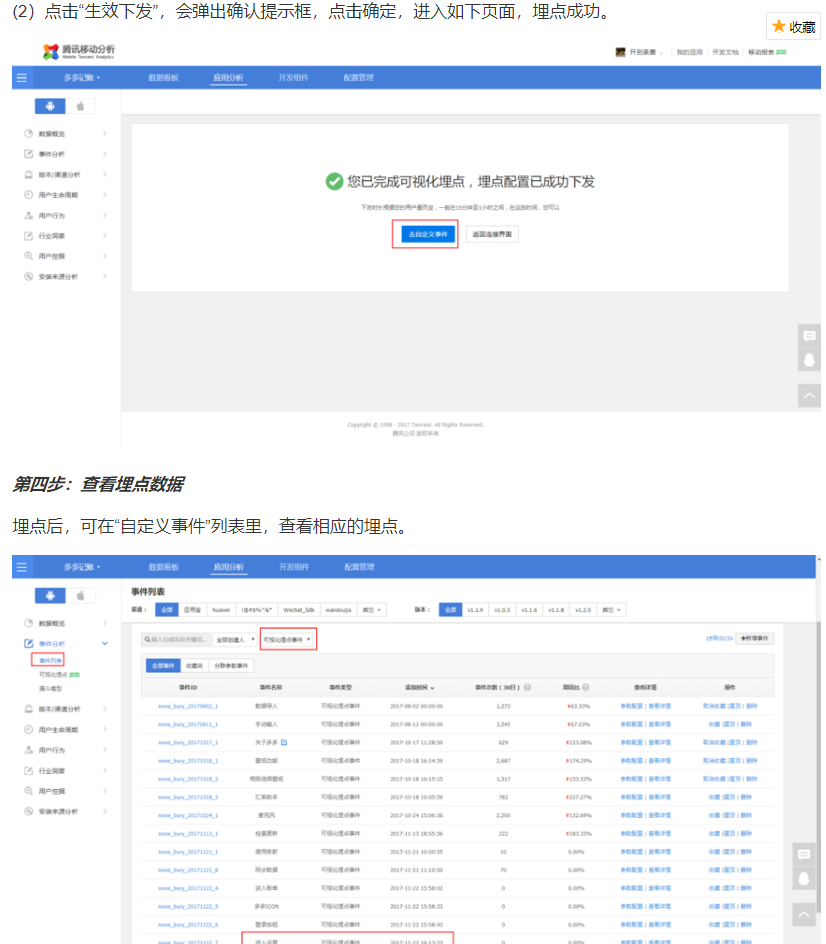 (2）点击“生效下发”，会弹出确认提示框，点击确定，进入如下页面，埋点成功。
收藏
腾讯移动分析
Mobile Tencent Analytics
我的应用 开发文档 移动报表
多多记账 数据看板 应用分析 开发组件 配置管理
数据概览
事件分析
版本/渠道分析
用户生命周期
用户行为
行业洞察
用户挖掘
安装来源分析
您已完成可视化埋点，埋点配置已成功下发
下发时长根据您的用户量而定，一般在15分钟至1小时之间，在这段时间，您可以
去自定义事件 返回连接界面
Copyright © 1998 - 2017 Tencent. All Rights Reserved.
腾讯公司 版权所有
第四步：查看埋点数据
埋点后，可在“自定义事件”列表里，查看相应的埋点。
多多记账 数据看板 应用分析 开发组件 配置管理
事件列表
渠道： 全部 应用宝 huawei !@#$%^&* Wechat_Sdk wandoujia 其它 版本： 全部 v1.1.9 v1.0.3 v1.1.6 v1.1.8 v1.2.0 其它
数据概览
事件分析
事件列表
可视化埋点
漏斗模型
版本/渠道分析
用户生命周期
用户行为
行业洞察
用户挖掘
安装来源分析
全部创建人 可视化埋点事件 导出CSV +新增事件
全部事件 收藏夹 分群参数事件
事件ID 事件名称 事件类型 添加时间 事件次数（30日） 周同比 查看详情 操作
none_bury_20170802_1 数据导入 可视化埋点事件 2017-08-02 00:00:00 1,273 63.33% 参数配置 | 查看详情 取消收藏 |置顶 | 删除
none_bury_20170811_1 手动输入 可视化埋点事件 2017-08-11 00:00:00 3,545 67.03% 参数配置 | 查看详情 收藏 |置顶 | 删除
none_bury_20171017_1 关于多多 可视化埋点事件 2017-10-17 11:28:50 629 123.08% 参数配置 | 查看详情 取消收藏 |置顶 | 删除
none_bury_20171018_1 壁纸功能 可视化埋点事件 2017-10-18 16:14:39 2,687 174.29% 参数配置 | 查看详情 取消收藏 |置顶 | 删除
none_bury_20171018_2 相册选择壁纸 可视化埋点事件 2017-10-18 16:15:15 1,317 153.33% 参数配置 | 查看详情 取消收藏 |置顶 | 删除
none_bury_20171018_3 汇率助手 可视化埋点事件 2017-10-18 19:05:59 782 227.27% 参数配置 | 查看详情 收藏 |置顶 | 删除
none_bury_20171024_1 麦克风 可视化埋点事件 2017-10-24 15:06:36 2,200 132.69% 参数配置 | 查看详情 收藏 |置顶 | 删除
none_bury_20171113_1 检查更新 可视化埋点事件 2017-11-13 18:55:36 222 183.33% 参数配置 | 查看详情 收藏 |置顶 | 删除
none_bury_20171121_1 可视化埋点事件 2017-11-21 10:00:55 10 0.00% 参数配置 | 查看详情 收藏 |置顶 | 删除
none_bury_20171121_8 同步数据 可视化埋点事件 2017-11-21 11:10:50 70 0.00% 参数配置 | 查看详情 收藏 |置顶 | 删除
none_bury_20171122_4 进入账单 可视化埋点事件 2017-11-22 15:58:02 0 0.00% 参数配置 | 查看详情 收藏 |置顶 | 删除
none_bury_20171122_5 多多ICON 可视化埋点事件 2017-11-22 15:58:33 0 0.00% 参数配置 | 查看详情 收藏 |置顶 | 删除
none_bury_20171122_6 登录按钮 可视化埋点事件 2017-11-22 15:58:43 0 0.00% 参数配置 | 查看详情 收藏 |置顶 | 删除
none_bury_20171122_7 进入设置 可视化埋点事件 2017-11-22 16:13:23 0 0.00% 参数配置 | 查看详情 收藏 |置顶 | 删除